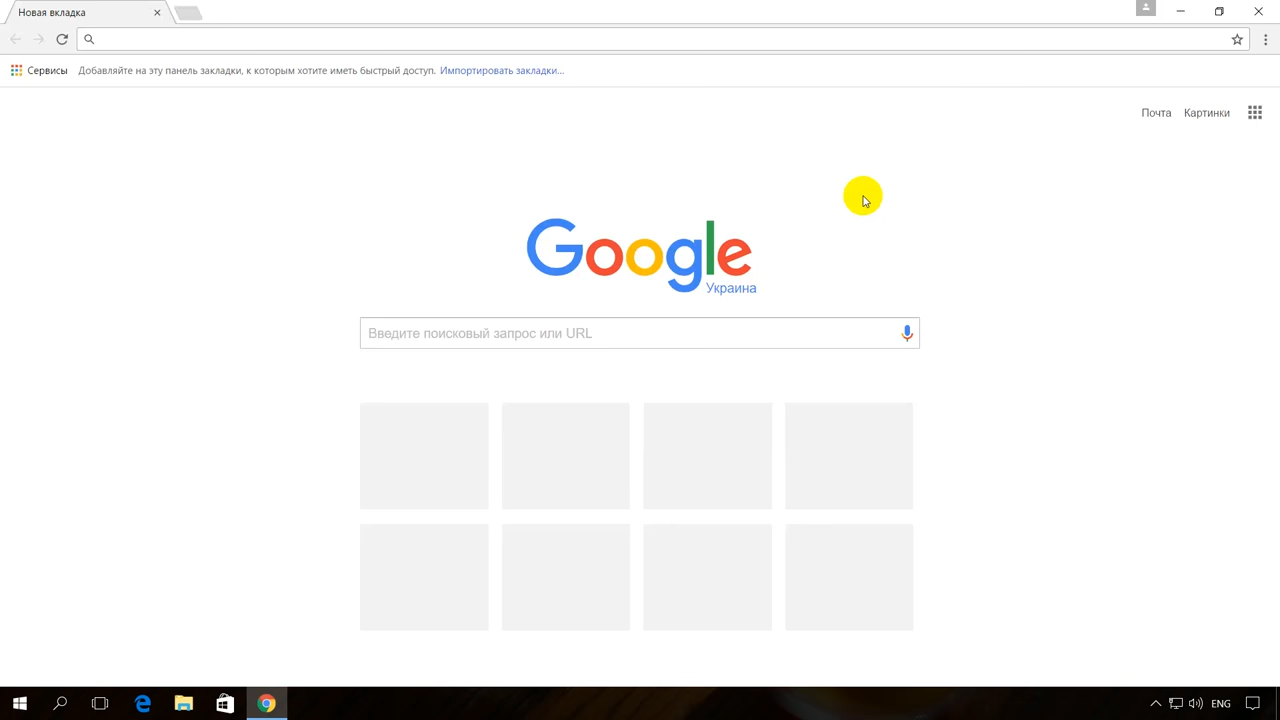 Новая вкладка
Сервисы Добавляйте на эту панель закладки, к которым хотите иметь быстрый доступ. Импортировать закладки...
Почта Картинки
Google
Украина
Введите поисковый запрос или URL
ENG